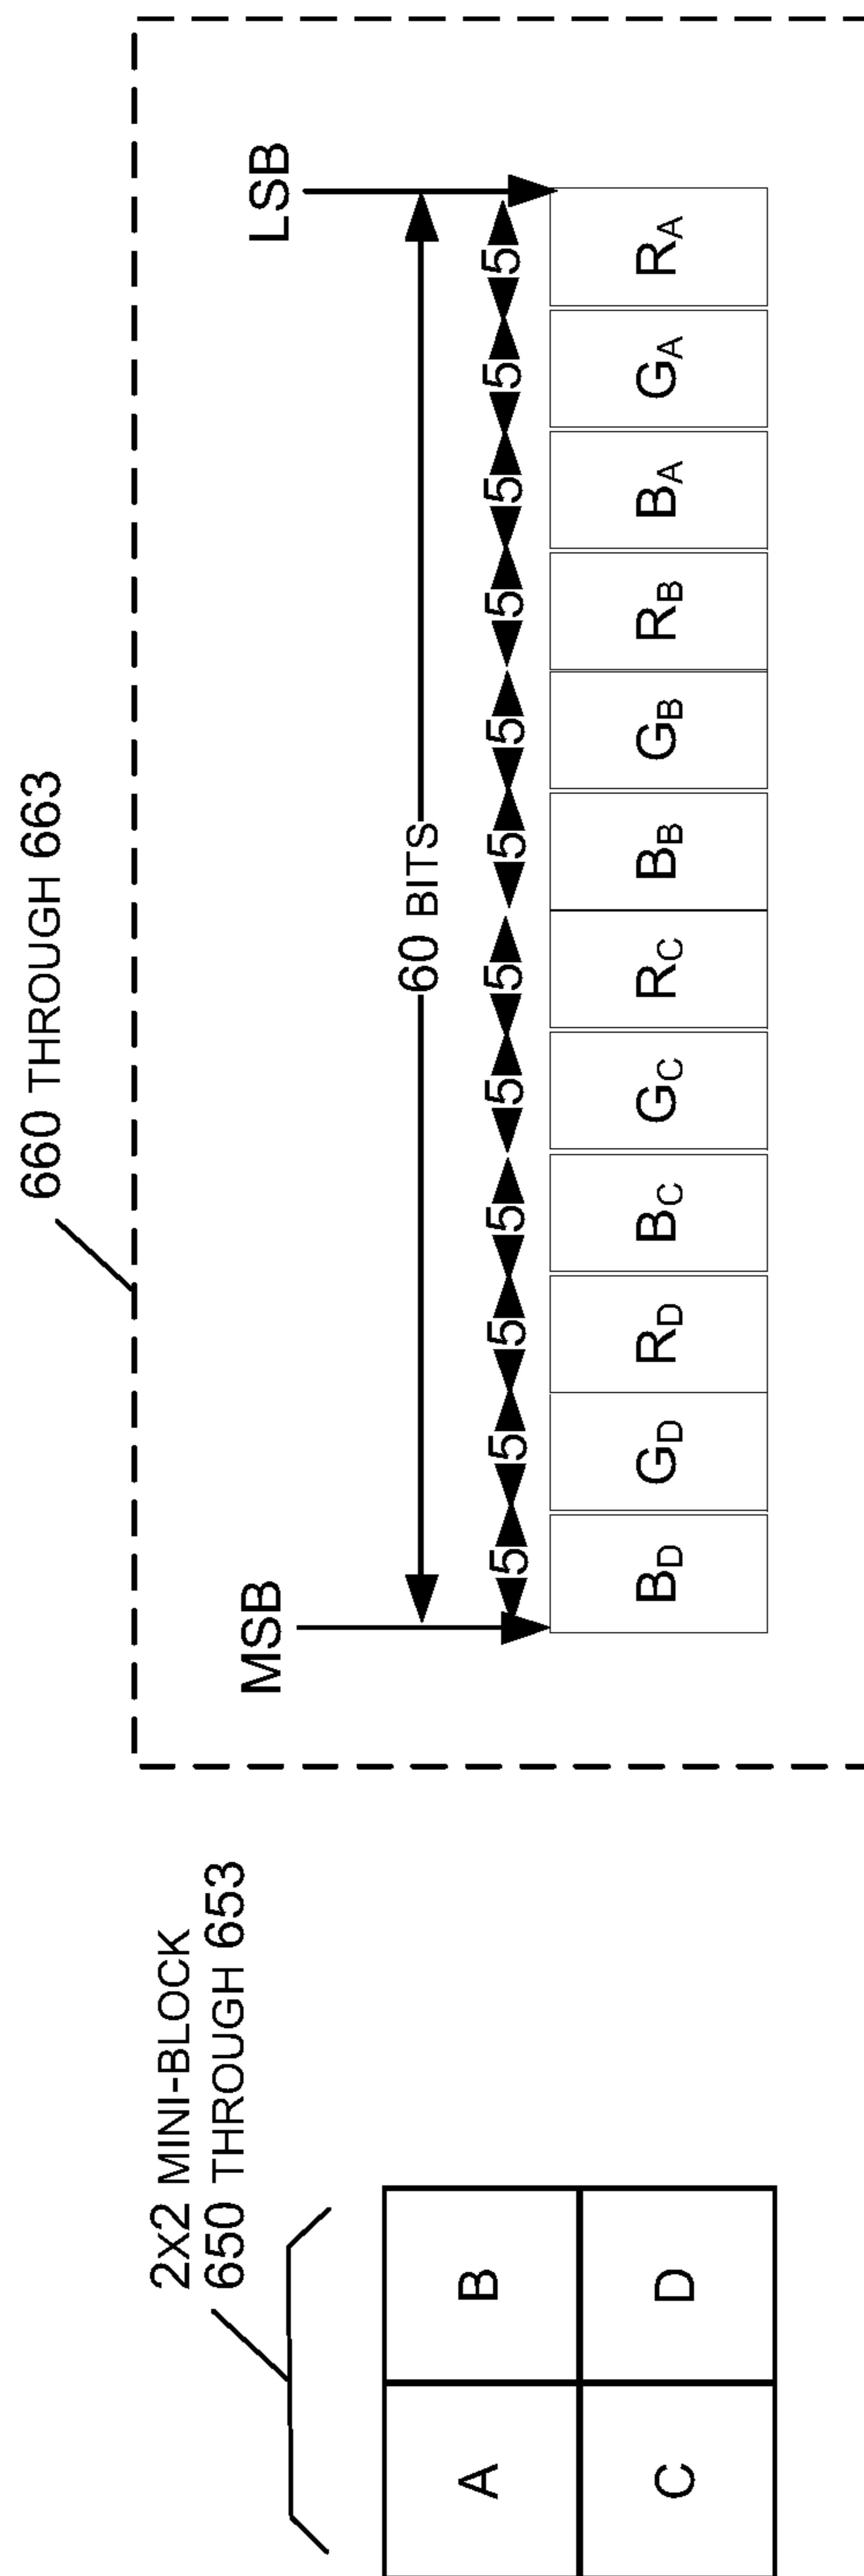 2X2 MINI-BLOCK
650 THROUGH 653
A B
C D
660 THROUGH 663
MSB LSB
60 BITS
5 5 5 5 5 5 5 5 5 5 5 5
BD GD RD BC GC RC BB GB RB BA GA RA